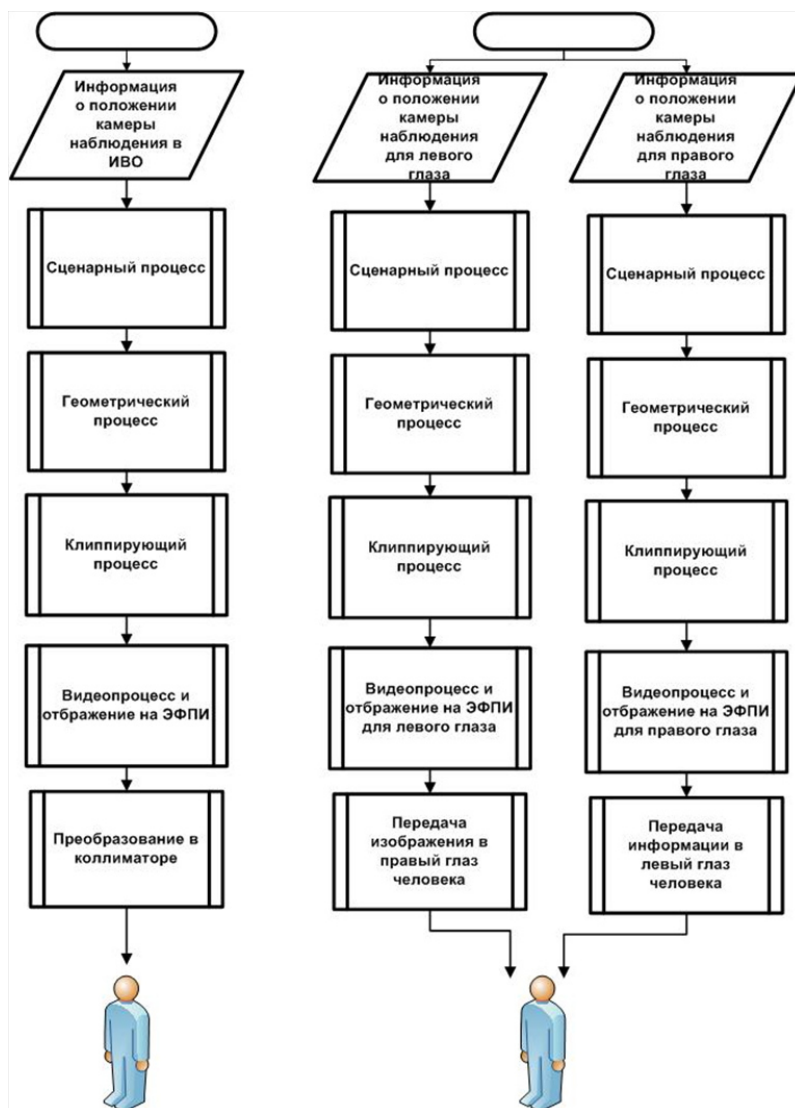 Информация
о положении
камеры
наблюдения в
ИВО
Сценарный процесс
Геометрический
процесс
Клиппирующий
процесс
Видеопроцесс и
отбражение на ЭФПИ
Преобразование в
коллиматоре
Информация
о положении
камеры
наблюдения
для левого
глаза
Сценарный процесс
Геометрический
процесс
Клиппирующий
процесс
Видеопроцесс и
отбражение на ЭФПИ
для левого глаза
Передача
изображения в
правый глаз
человека
Информация
о положении
камеры
наблюдения
для правого
глаза
Сценарный процесс
Геометрический
процесс
Клиппирующий
процесс
Видеопроцесс и
отбражение на ЭФПИ
для правого глаза
Передача
информации в
левый глаз
человека